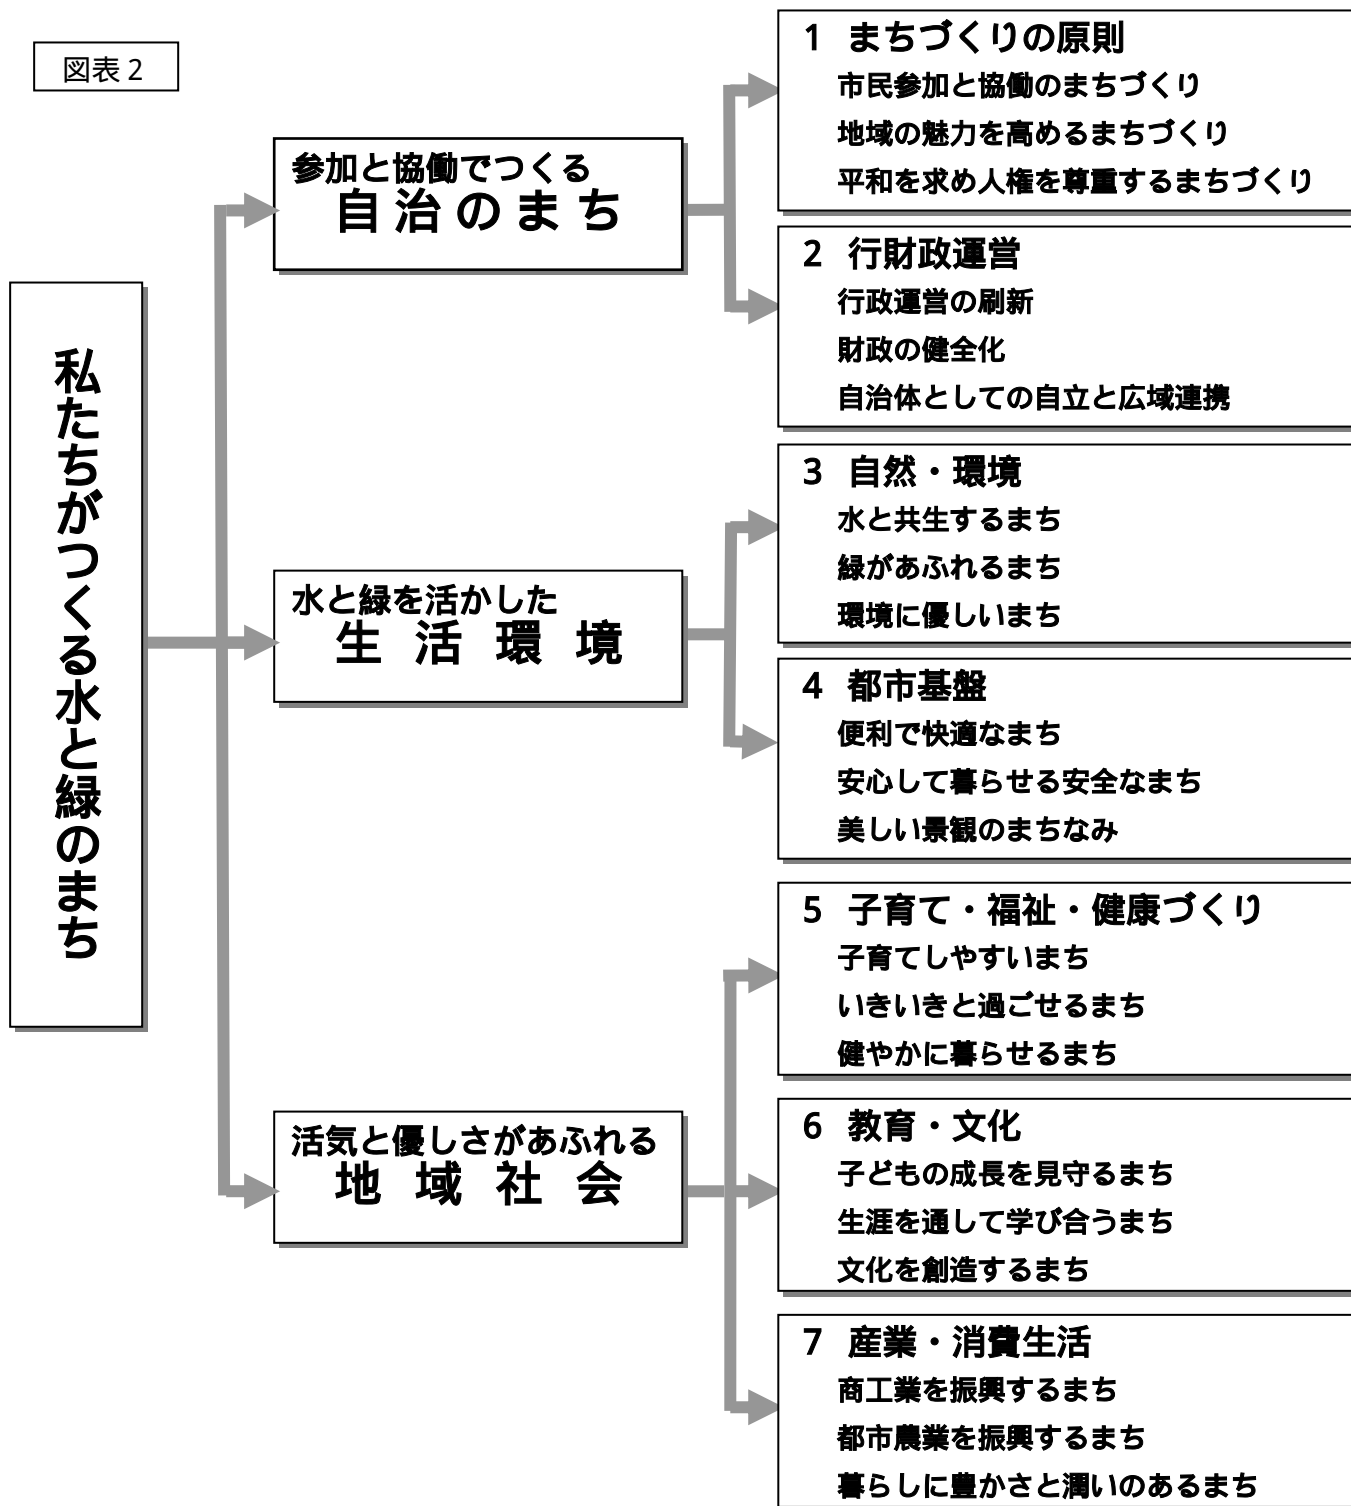 図表2
私たちがつくる水と緑のまち
参加と協働でつくる
自治のまち
1 まちづくりの原則
市民参加と協働のまちづくり
地域の魅力を高めるまちづくり
平和を求め人権を尊重するまちづくり
2 行財政運営
行政運営の刷新
財政の健全化
自治体としての自立と広域連携
水と緑を活かした
生活環境
3 自然・環境
水と共生するまち
緑があふれるまち
環境に優しいまち
4 都市基盤
便利で快適なまち
安心して暮らせる安全なまち
美しい景観のまちなみ
活気と優しさがあふれる
地域社会
5 子育て・福祉・健康づくり
子育てしやすいまち
いきいきと過ごせるまち
健やかに暮らせるまち
6 教育・文化
子どもの成長を見守るまち
生涯を通して学び合うまち
文化を創造するまち
7 産業・消費生活
商工業を振興するまち
都市農業を振興するまち
暮らしに豊かさと潤いのあるまち